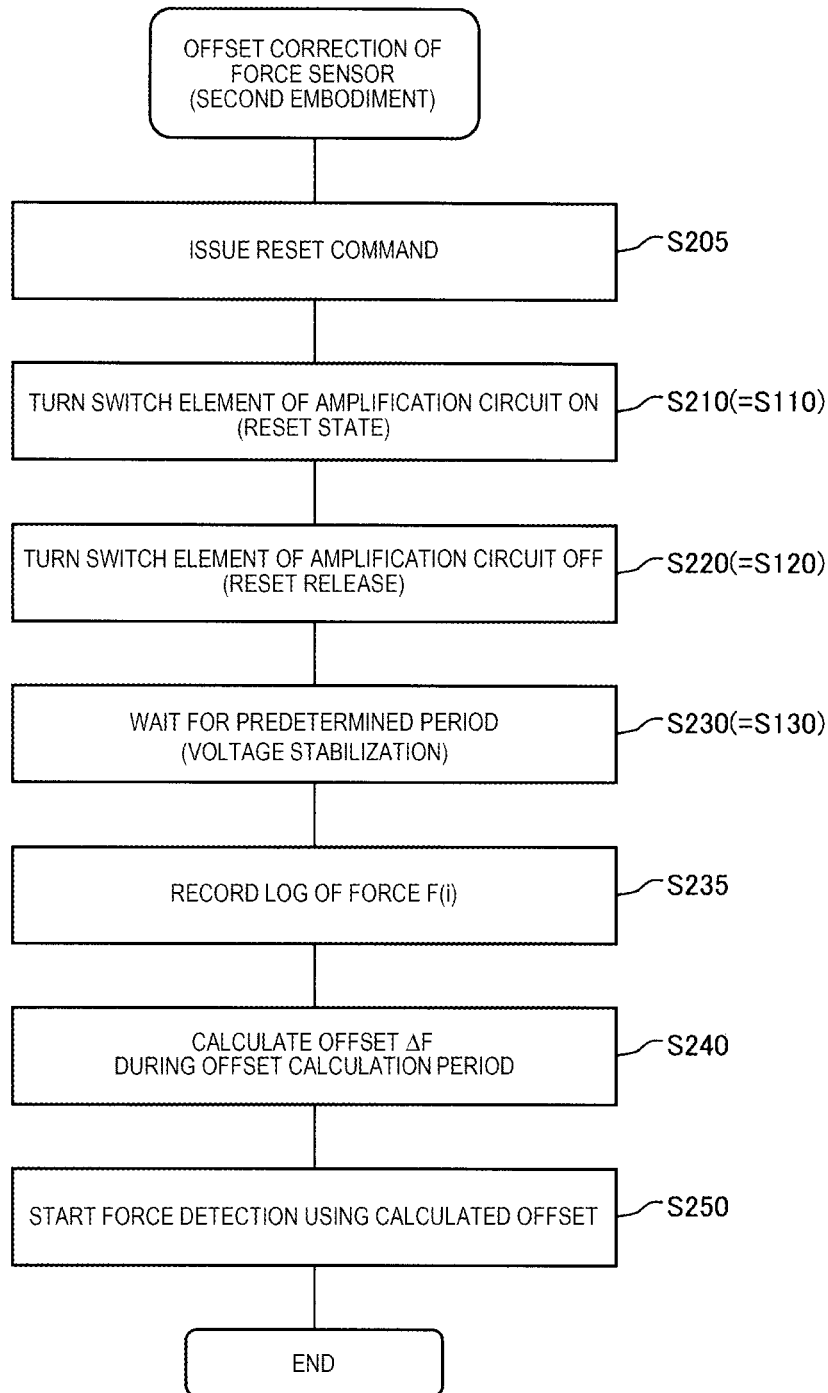 OFFSET CORRECTION OF
FORCE SENSOR
(SECOND EMBODIMENT)
ISSUE RESET COMMAND
S205
TURN SWITCH ELEMENT OF AMPLIFICATION CIRCUIT ON
(RESET STATE)
S210(=S110)
TURN SWITCH ELEMENT OF AMPLIFICATION CIRCUIT OFF
(RESET RELEASE)
S220(=S120)
WAIT FOR PREDETERMINED PERIOD
(VOLTAGE STABILIZATION)
S230(=S130)
RECORD LOG OF FORCE F(i)
S235
CALCULATE OFFSET ΔF
DURING OFFSET CALCULATION PERIOD
S240
START FORCE DETECTION USING CALCULATED OFFSET
S250
END